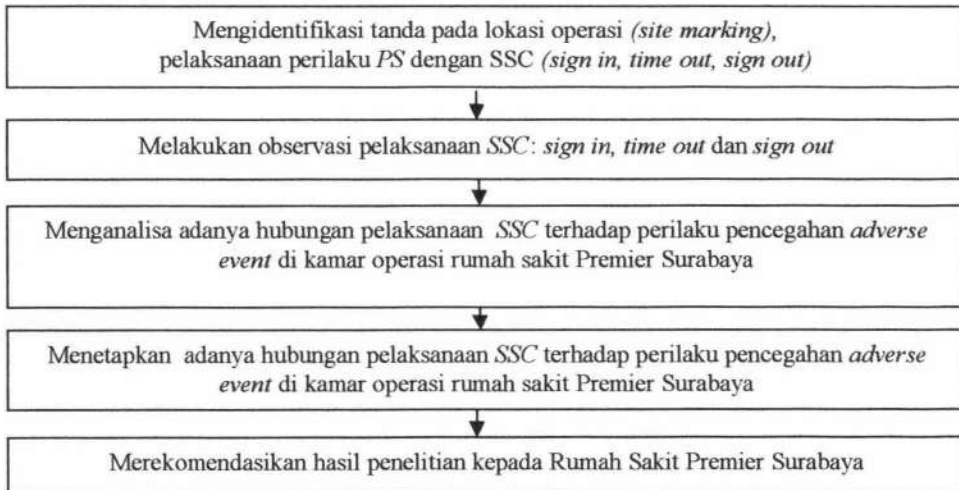 Mengidentifikasi tanda pada lokasi operasi (site marking),
pelaksanaan perilaku PS dengan SSC (sign in, time out, sign out)
Melakukan observasi pelaksanaan SSC: sign in, time out dan sign out
Menganalisa adanya hubungan pelaksanaan SSC terhadap perilaku pencegahan adverse
event di kamar operasi rumah sakit Premier Surabaya
Menetapkan adanya hubungan pelaksanaan SSC terhadap perilaku pencegahan adverse
event di kamar operasi rumah sakit Premier Surabaya
Merekomendasikan hasil penelitian kepada Rumah Sakit Premier Surabaya